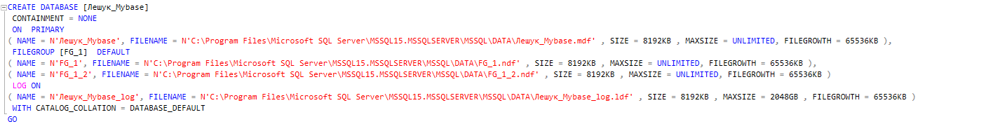 CREATE DATABASE [Лешук_Mybase]
CONTAINMENT = NONE
ON  PRIMARY
( NAME = N'Лешук_Mybase', FILENAME = N'C:\Program Files\Microsoft SQL Server\MSSQL15.MSSQLSERVER\MSSQL\DATA\Лешук_Mybase.mdf' , SIZE = 8192KB , MAXSIZE = UNLIMITED, FILEGROWTH = 65536KB ),
FILEGROUP [FG_1]  DEFAULT
( NAME = N'FG_1', FILENAME = N'C:\Program Files\Microsoft SQL Server\MSSQL15.MSSQLSERVER\MSSQL\DATA\FG_1.ndf' , SIZE = 8192KB , MAXSIZE = UNLIMITED, FILEGROWTH = 65536KB ),
( NAME = N'FG_1_2', FILENAME = N'C:\Program Files\Microsoft SQL Server\MSSQL15.MSSQLSERVER\MSSQL\DATA\FG_1_2.ndf' , SIZE = 8192KB , MAXSIZE = UNLIMITED, FILEGROWTH = 65536KB )
LOG ON
( NAME = N'Лешук_Mybase_log', FILENAME = N'C:\Program Files\Microsoft SQL Server\MSSQL15.MSSQLSERVER\MSSQL\DATA\Лешук_Mybase_log.ldf' , SIZE = 8192KB , MAXSIZE = 2048GB , FILEGROWTH = 65536KB )
WITH CATALOG_COLLATION = DATABASE_DEFAULT
GO